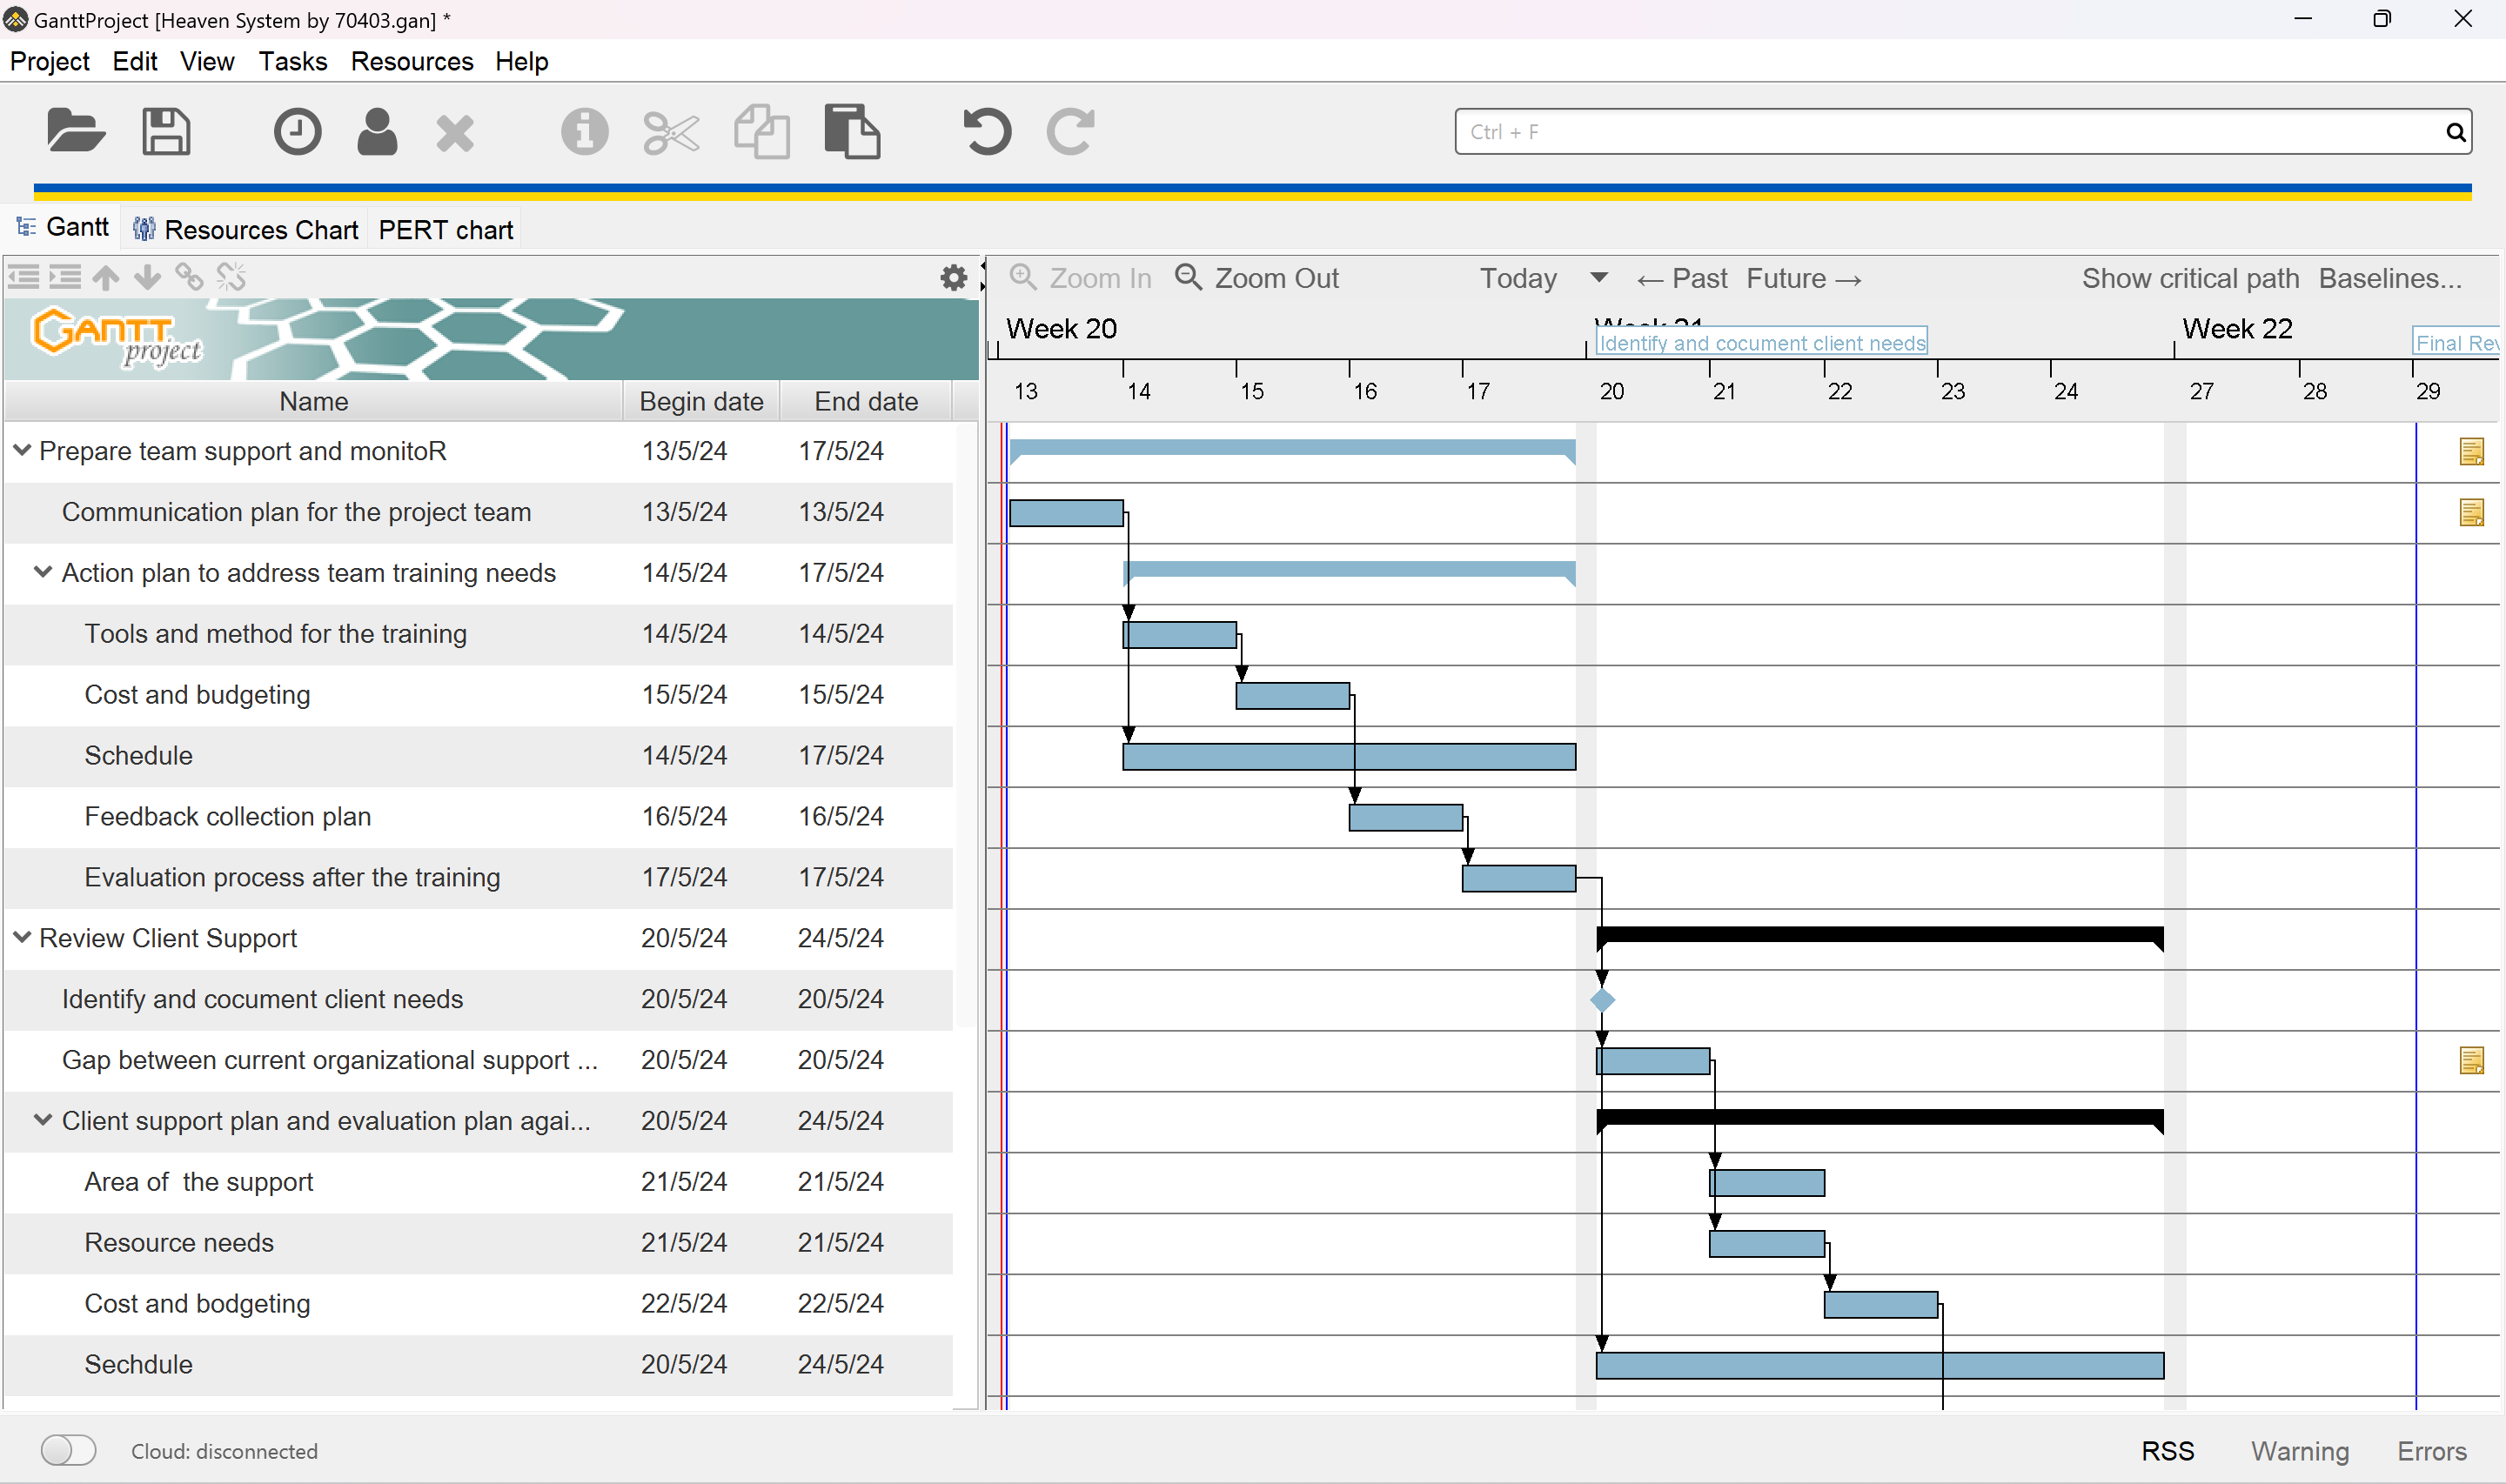 GanttProject [Heaven System by 70403.gan] *
Project Edit View Tasks Resources Help
Ctrl + F
Gantt Resources Chart PERT chart
Zoom In Zoom Out Today ← Past Future → Show critical path Baselines...
GANTT project
Week 20 Week 21 Week 22
Identify and cocument client needs Final Rev
13 14 15 16 17 20 21 22 23 24 27 28 29
Name Begin date End date
Prepare team support and monitoR 13/5/24 17/5/24
Communication plan for the project team 13/5/24 13/5/24
Action plan to address team training needs 14/5/24 17/5/24
Tools and method for the training 14/5/24 14/5/24
Cost and budgeting 15/5/24 15/5/24
Schedule 14/5/24 17/5/24
Feedback collection plan 16/5/24 16/5/24
Evaluation process after the training 17/5/24 17/5/24
Review Client Support 20/5/24 24/5/24
Identify and cocument client needs 20/5/24 20/5/24
Gap between current organizational support ... 20/5/24 20/5/24
Client support plan and evaluation plan agai... 20/5/24 24/5/24
Area of  the support 21/5/24 21/5/24
Resource needs 21/5/24 21/5/24
Cost and bodgeting 22/5/24 22/5/24
Sechdule 20/5/24 24/5/24
Cloud: disconnected RSS Warning Errors